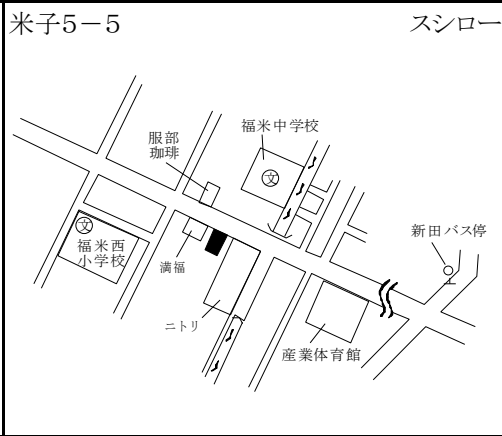 米子5－5
スシロー
福米中学校
服部
珈琲
文
新田バス停
文
福米西
小学校
満福
ニトリ
産業体育館